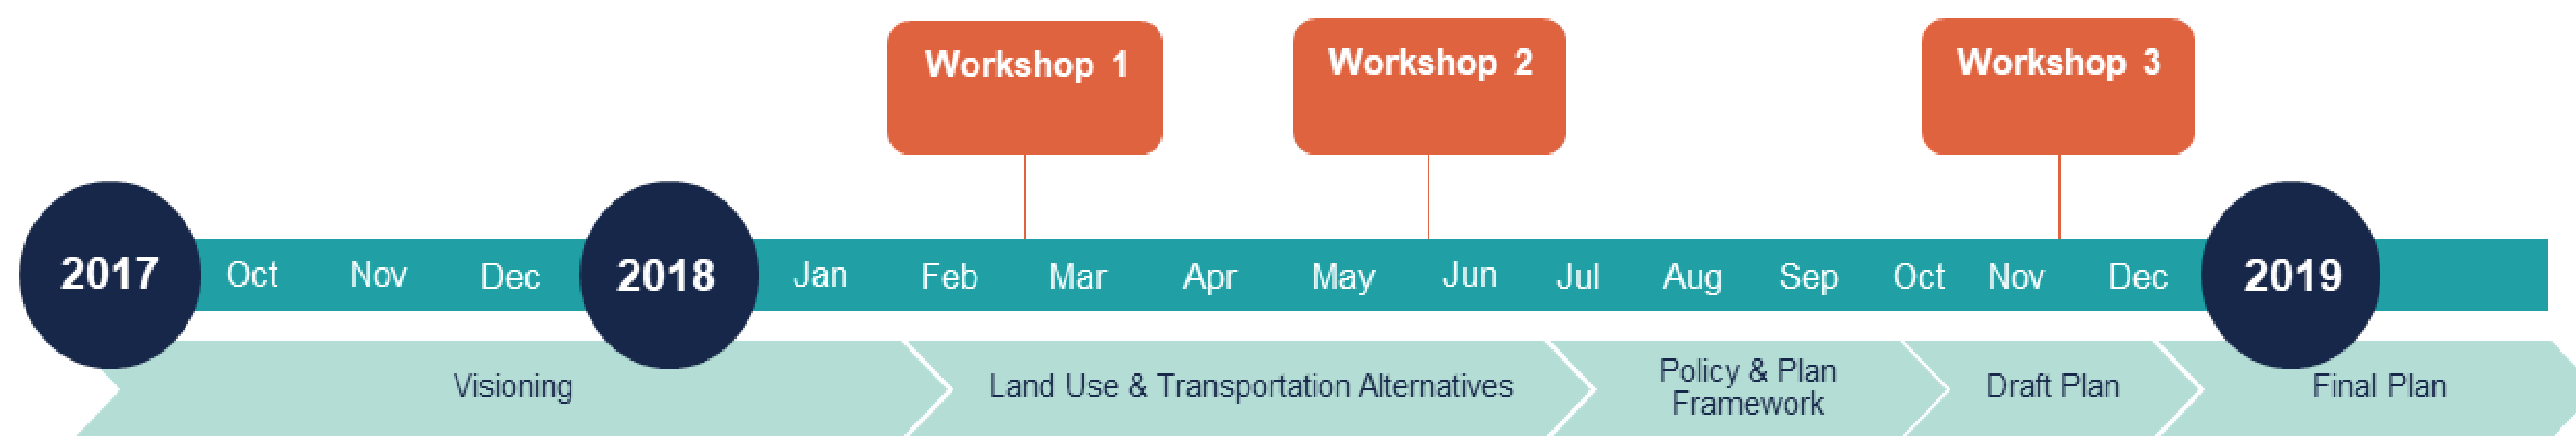 Workshop 1
Workshop 2
Workshop 3
2017 Oct Nov Dec 2018 Jan Feb Mar Apr May Jun Jul Aug Sep Oct Nov Dec 2019
Visioning
Land Use & Transportation Alternatives
Policy & Plan
Framework
Draft Plan
Final Plan